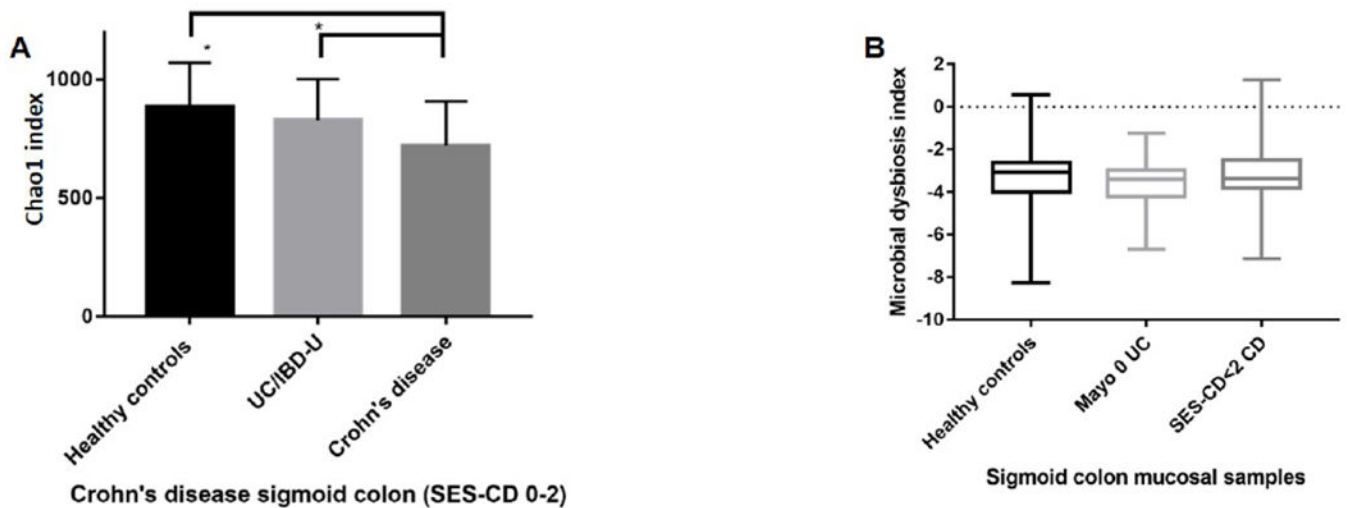 A
*
*
1000
500
0
Chao1 index
Healthy controls
UC/IBD-U
Crohn's disease
Crohn's disease sigmoid colon (SES-CD 0-2)
B
2
0
-2
-4
-6
-8
-10
Microbial dysbiosis index
Healthy controls
Mayo 0 UC
SES-CD<2 CD
Sigmoid colon mucosal samples